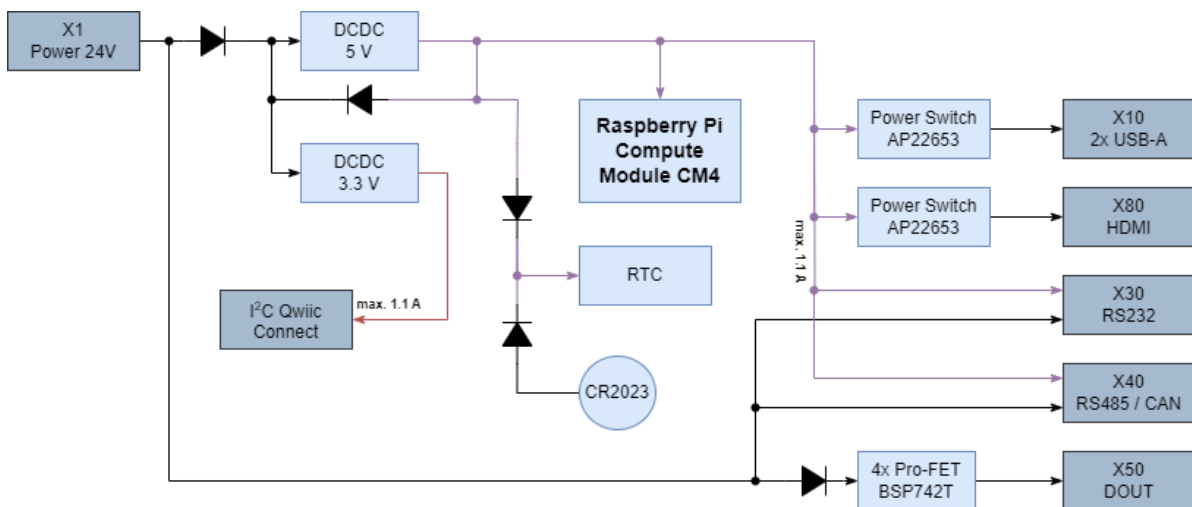 X1
Power 24V
DCDC
5 V
DCDC
3.3 V
I²C Qwiic
Connect
max. 1.1 A
Raspberry Pi
Compute
Module CM4
RTC
CR2023
max. 1.1 A
Power Switch
AP22653
X10
2x USB-A
Power Switch
AP22653
X80
HDMI
X30
RS232
X40
RS485 / CAN
4x Pro-FET
BSP742T
X50
DOUT